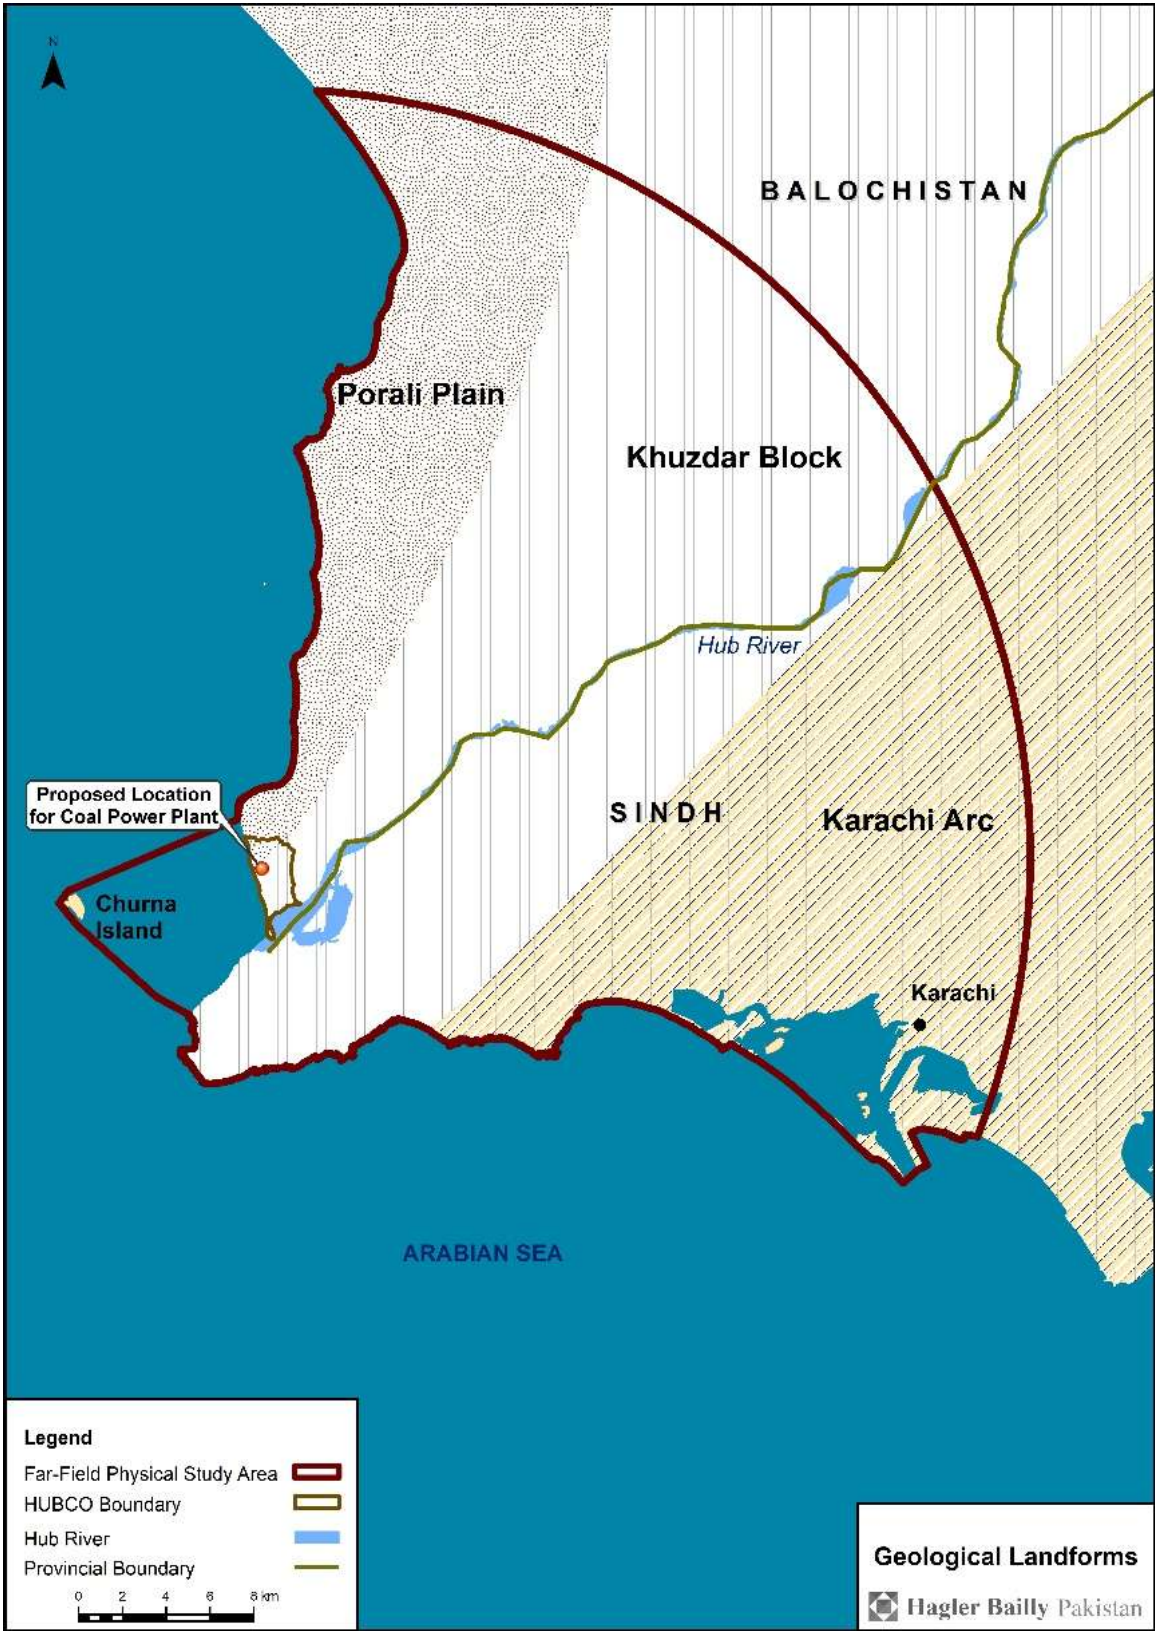 N
BALOCHISTAN
Porali Plain
Khuzdar Block
Hub River
Proposed Location
for Coal Power Plant
SINDH
Karachi Arc
Churna
Island
Karachi
ARABIAN SEA
Legend
Far-Field Physical Study Area
HUBCO Boundary
Hub River
Provincial Boundary
0 2 4 6 8 km
Geological Landforms
Hagler Bailly Pakistan